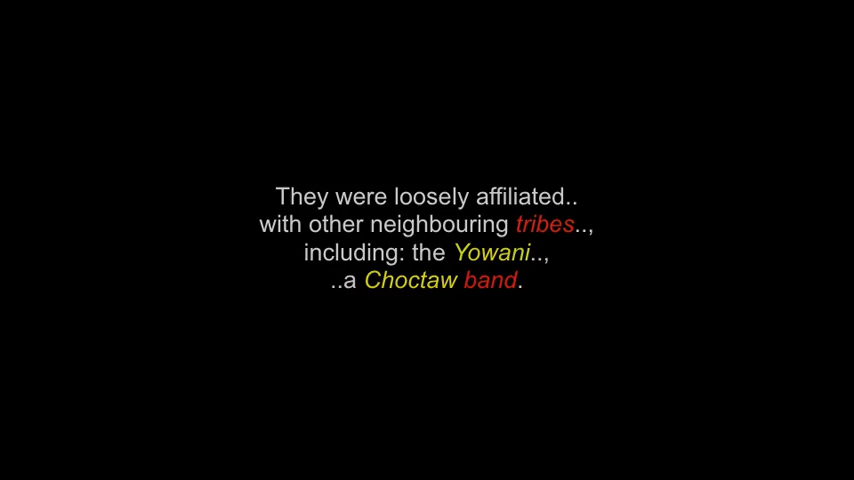 They were loosely affiliated..
with other neighbouring tribes..,
including: the Yowani..,
..a Choctaw band.